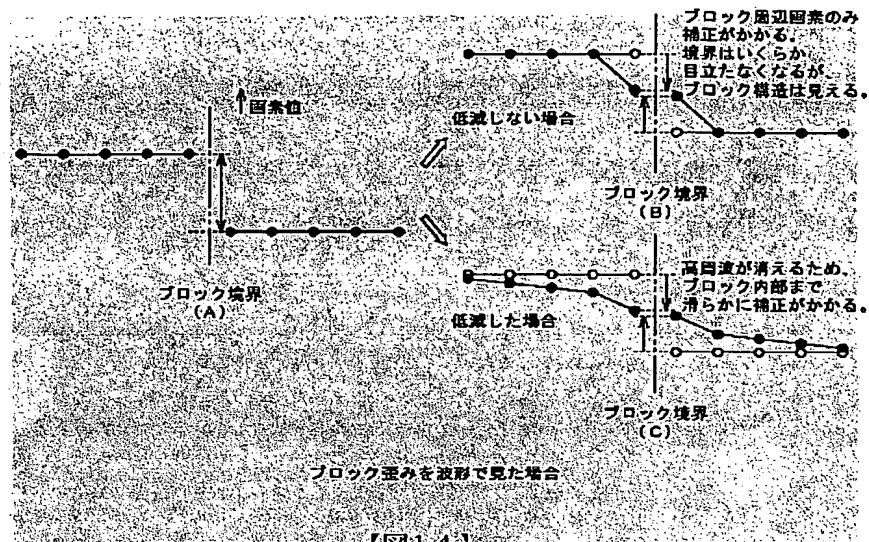 画素値
ブロック境界
(A)
低減しない場合
ブロック周辺画素のみ
補正がかかる。
境界はいくらか
目立たなくなるが、
ブロック構造は見える。
ブロック境界
(B)
低減した場合
高周波が消えるため、
ブロック内部まで
滑らかに補正がかかる。
ブロック境界
(C)
ブロック歪みを波形で見た場合
【図14】